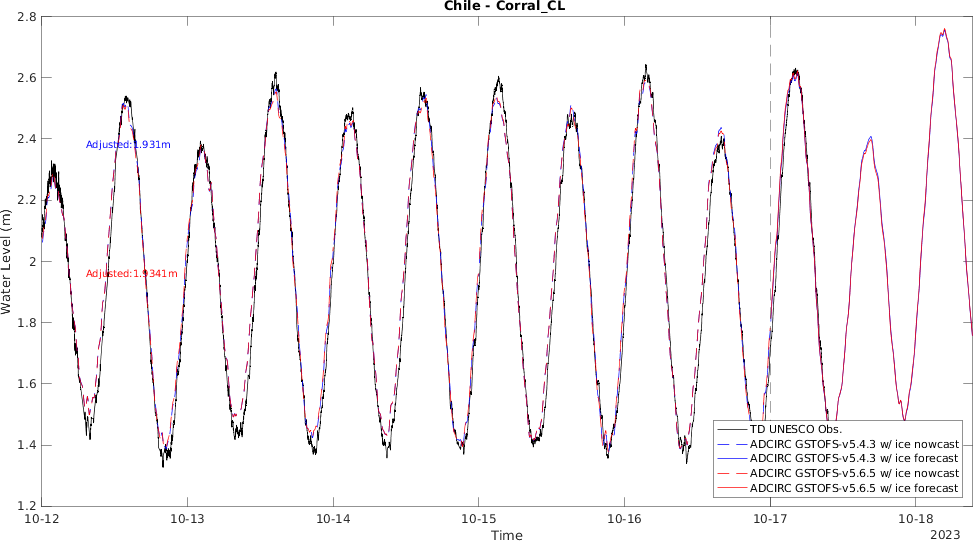 Chile - Corral_CL
2.8
2.6
2.4
2.2
2
1.8
1.6
1.4
1.2
Water Level (m)
Adjusted:1.931m
Adjusted:1.9341m
TD UNESCO Obs.
ADCIRC GSTOFS-v5.4.3 w/ ice nowcast
ADCIRC GSTOFS-v5.4.3 w/ ice forecast
ADCIRC GSTOFS-v5.6.5 w/ ice nowcast
ADCIRC GSTOFS-v5.6.5 w/ ice forecast
10-12 10-13 10-14 10-15 10-16 10-17 10-18
Time
2023